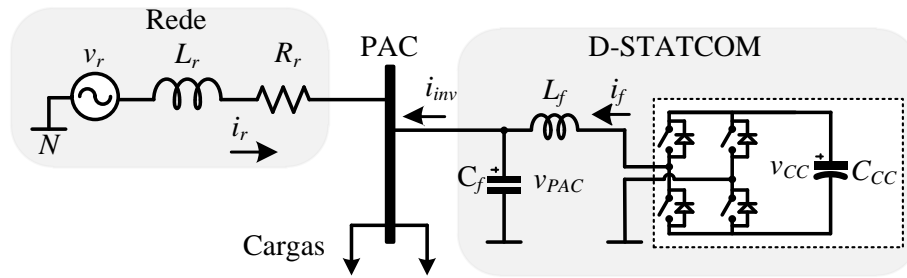 Rede
PAC
D-STATCOM
v_r
L_r
R_r
N
i_r
i_inv
L_f
i_f
C_f
v_PAC
v_CC
C_CC
Cargas